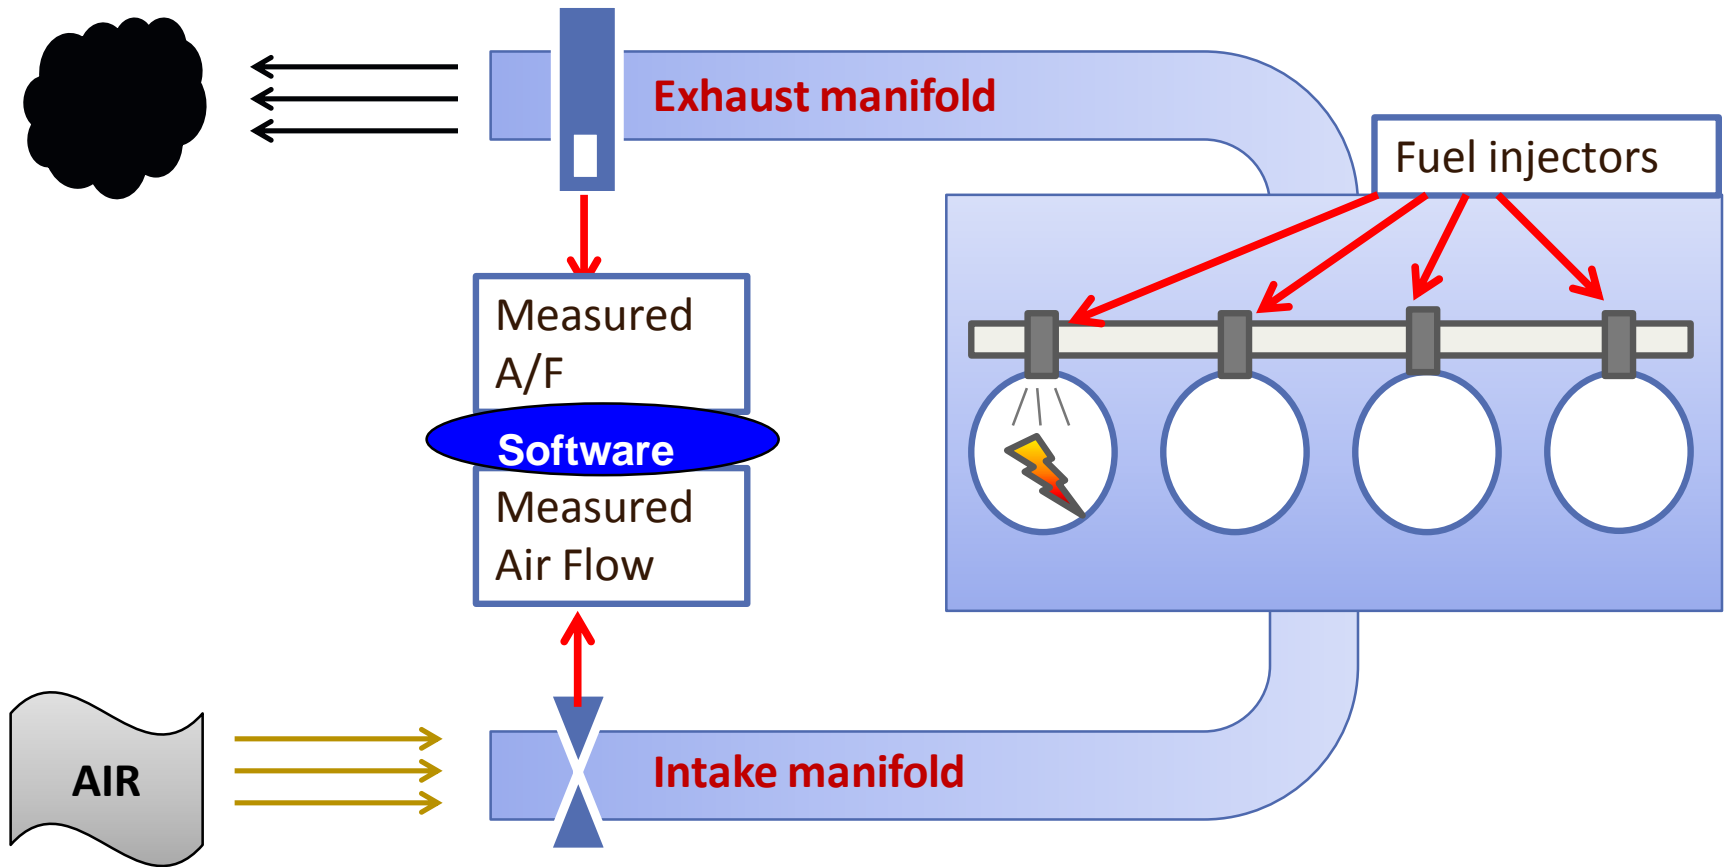 Exhaust manifold
Fuel injectors
Measured
A/F
Software
Measured
Air Flow
AIR
Intake manifold